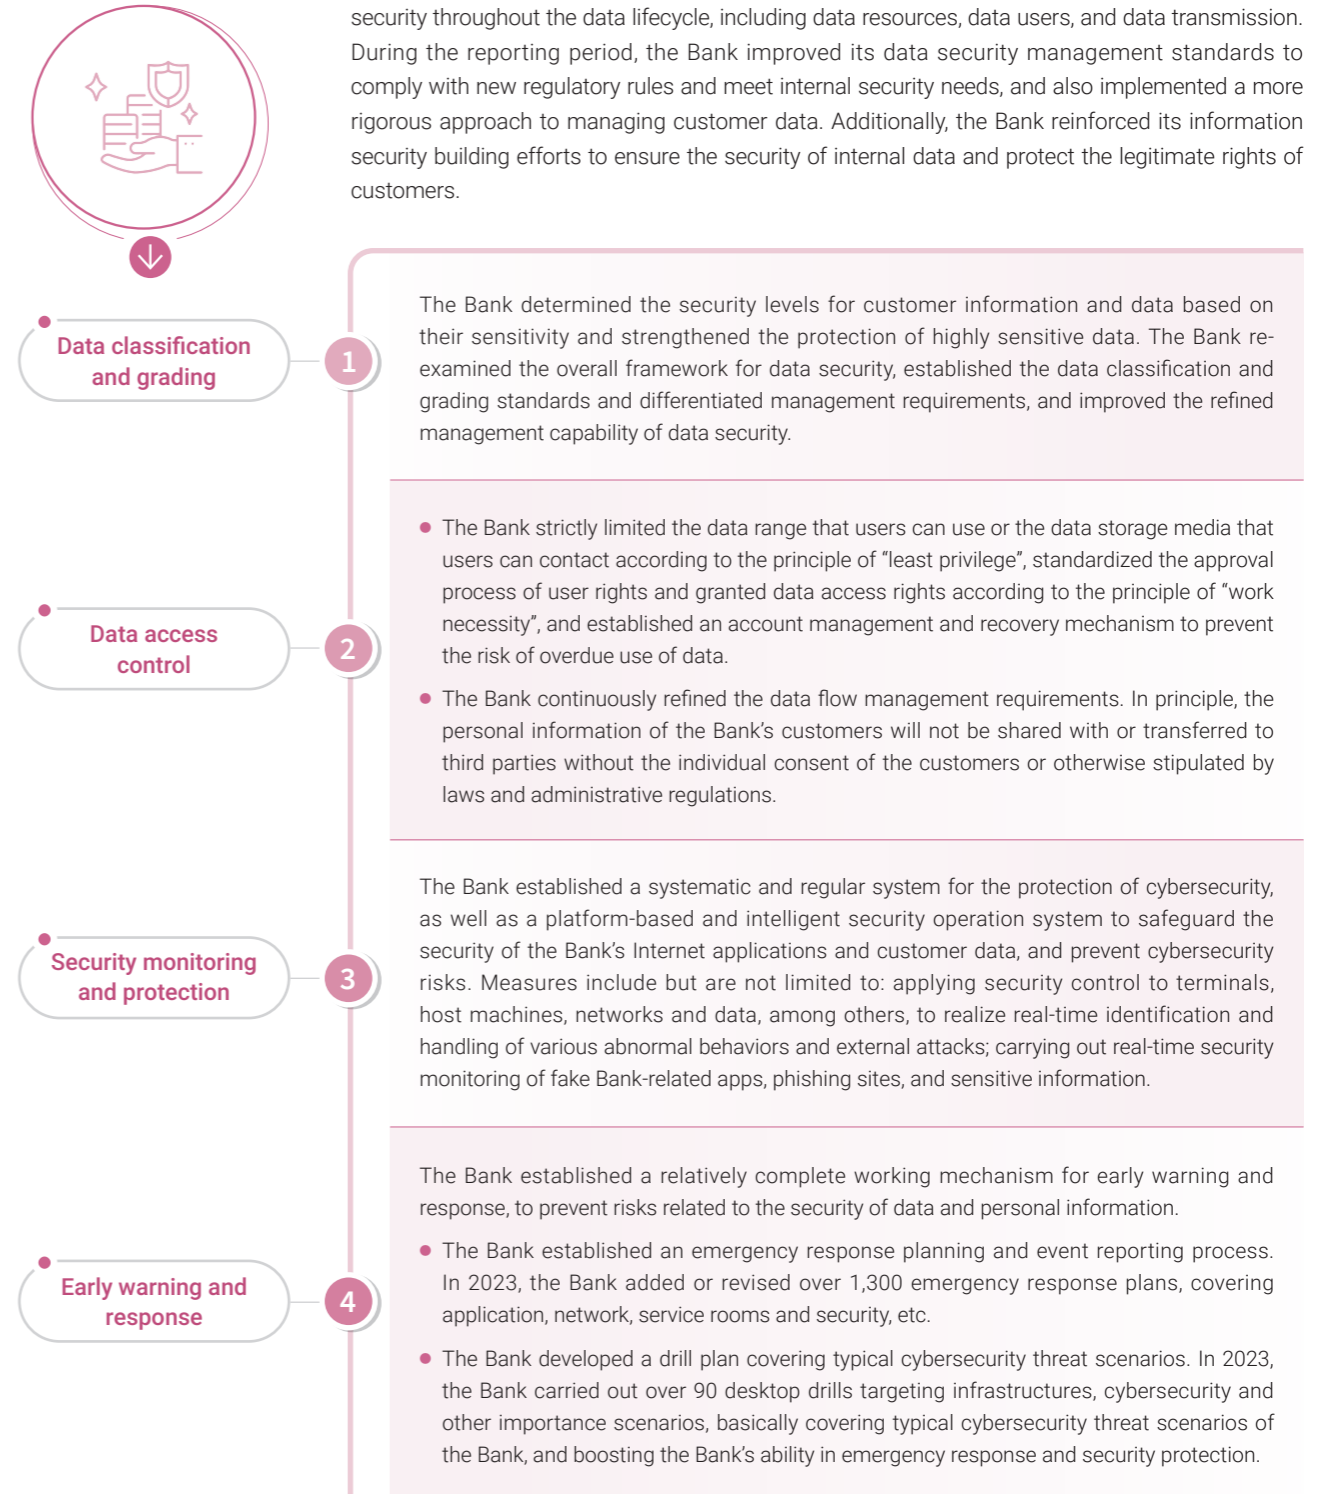 security throughout the data lifecycle, including data resources, data users, and data transmission.
During the reporting period, the Bank improved its data security management standards to
comply with new regulatory rules and meet internal security needs, and also implemented a more
rigorous approach to managing customer data. Additionally, the Bank reinforced its information
security building efforts to ensure the security of internal data and protect the legitimate rights of
customers.
Data classification
and grading
1
The Bank determined the security levels for customer information and data based on
their sensitivity and strengthened the protection of highly sensitive data. The Bank re-
examined the overall framework for data security, established the data classification and
grading standards and differentiated management requirements, and improved the refined
management capability of data security.
Data access
control
2
• The Bank strictly limited the data range that users can use or the data storage media that
users can contact according to the principle of “least privilege”, standardized the approval
process of user rights and granted data access rights according to the principle of “work
necessity”, and established an account management and recovery mechanism to prevent
the risk of overdue use of data.
• The Bank continuously refined the data flow management requirements. In principle, the
personal information of the Bank’s customers will not be shared with or transferred to
third parties without the individual consent of the customers or otherwise stipulated by
laws and administrative regulations.
Security monitoring
and protection
3
The Bank established a systematic and regular system for the protection of cybersecurity,
as well as a platform-based and intelligent security operation system to safeguard the
security of the Bank’s Internet applications and customer data, and prevent cybersecurity
risks. Measures include but are not limited to: applying security control to terminals,
host machines, networks and data, among others, to realize real-time identification and
handling of various abnormal behaviors and external attacks; carrying out real-time security
monitoring of fake Bank-related apps, phishing sites, and sensitive information.
Early warning and
response
4
The Bank established a relatively complete working mechanism for early warning and
response, to prevent risks related to the security of data and personal information.
• The Bank established an emergency response planning and event reporting process.
In 2023, the Bank added or revised over 1,300 emergency response plans, covering
application, network, service rooms and security, etc.
• The Bank developed a drill plan covering typical cybersecurity threat scenarios. In 2023,
the Bank carried out over 90 desktop drills targeting infrastructures, cybersecurity and
other importance scenarios, basically covering typical cybersecurity threat scenarios of
the Bank, and boosting the Bank’s ability in emergency response and security protection.